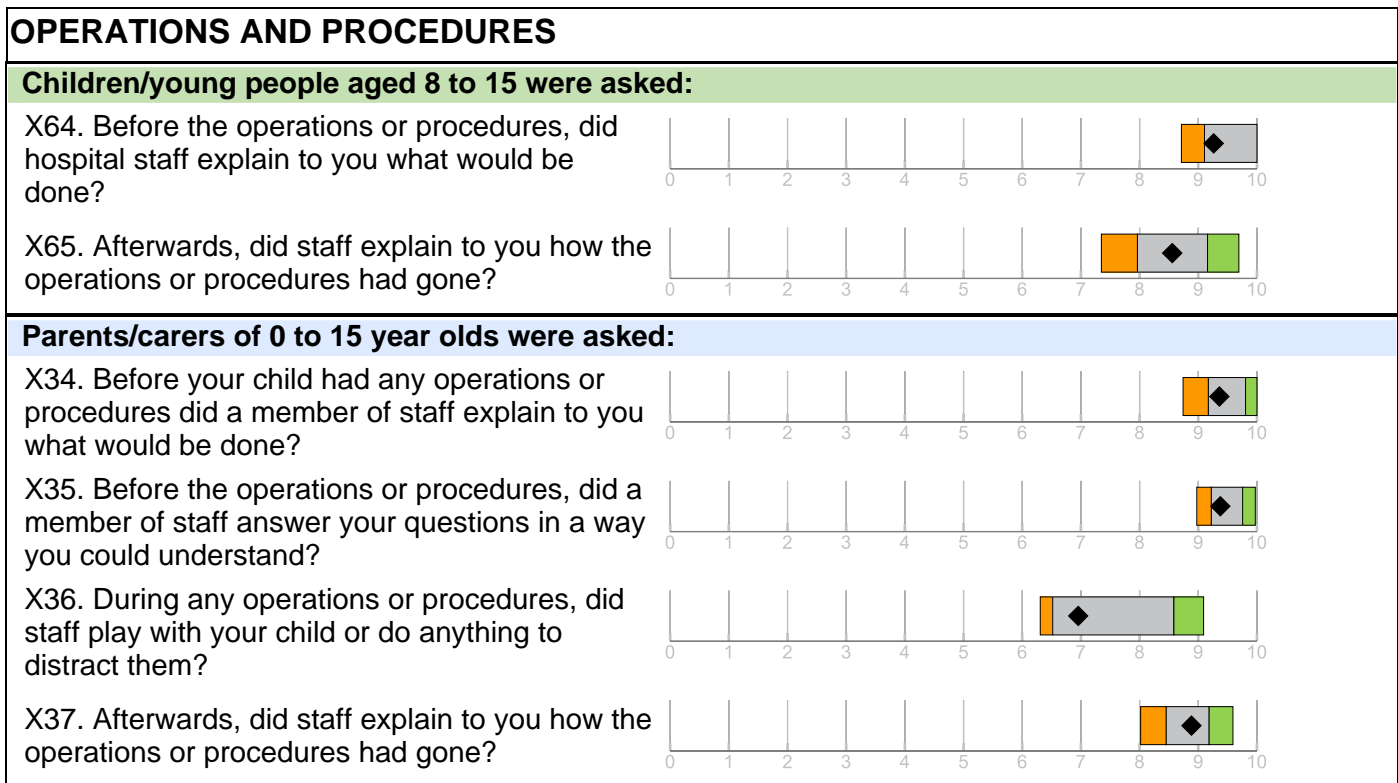 OPERATIONS AND PROCEDURES
Children/young people aged 8 to 15 were asked:
X64. Before the operations or procedures, did
hospital staff explain to you what would be
done?
0 1 2 3 4 5 6 7 8 9 10
X65. Afterwards, did staff explain to you how the
operations or procedures had gone?
0 1 2 3 4 5 6 7 8 9 10
Parents/carers of 0 to 15 year olds were asked:
X34. Before your child had any operations or
procedures did a member of staff explain to you
what would be done?
0 1 2 3 4 5 6 7 8 9 10
X35. Before the operations or procedures, did a
member of staff answer your questions in a way
you could understand?
0 1 2 3 4 5 6 7 8 9 10
X36. During any operations or procedures, did
staff play with your child or do anything to
distract them?
0 1 2 3 4 5 6 7 8 9 10
X37. Afterwards, did staff explain to you how the
operations or procedures had gone?
0 1 2 3 4 5 6 7 8 9 10